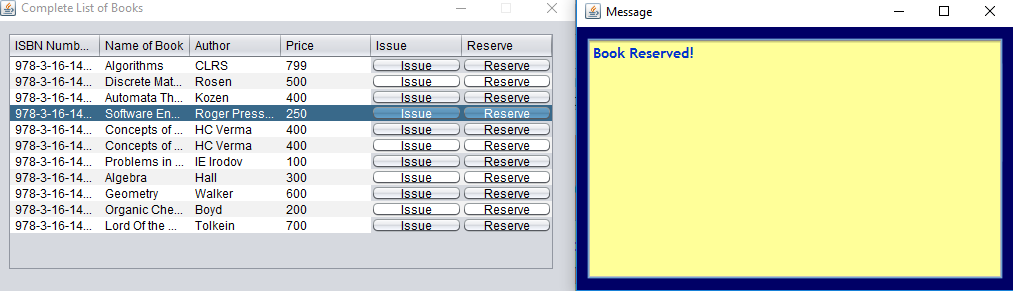 Complete List of Books
ISBN Numb... Name of Book Author Price Issue Reserve
978-3-16-14... Algorithms CLRS 799 Issue Reserve
978-3-16-14... Discrete Mat... Rosen 500 Issue Reserve
978-3-16-14... Automata Th... Kozen 400 Issue Reserve
978-3-16-14... Software En... Roger Press... 250 Issue Reserve
978-3-16-14... Concepts of ... HC Verma 400 Issue Reserve
978-3-16-14... Concepts of ... HC Verma 400 Issue Reserve
978-3-16-14... Problems in ... IE Irodov 100 Issue Reserve
978-3-16-14... Algebra Hall 300 Issue Reserve
978-3-16-14... Geometry Walker 600 Issue Reserve
978-3-16-14... Organic Che... Boyd 200 Issue Reserve
978-3-16-14... Lord Of the ... Tolkein 700 Issue Reserve
Message
Book Reserved!